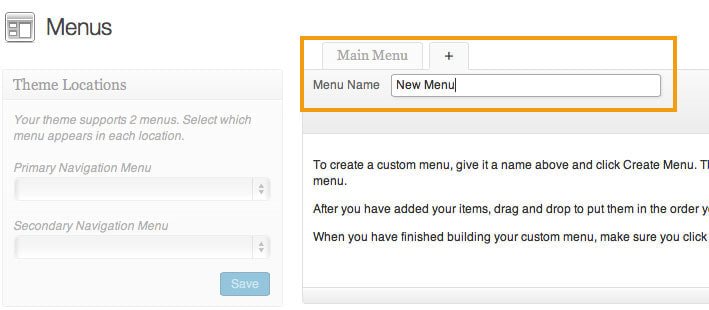 Menus
Theme Locations
Your theme supports 2 menus. Select which
menu appears in each location.
Primary Navigation Menu
Secondary Navigation Menu
Save
Main Menu +
Menu Name New Menu
To create a custom menu, give it a name above and click Create Menu.
menu.
After you have added your items, drag and drop to put them in the order
When you have finished building your custom menu, make sure you click